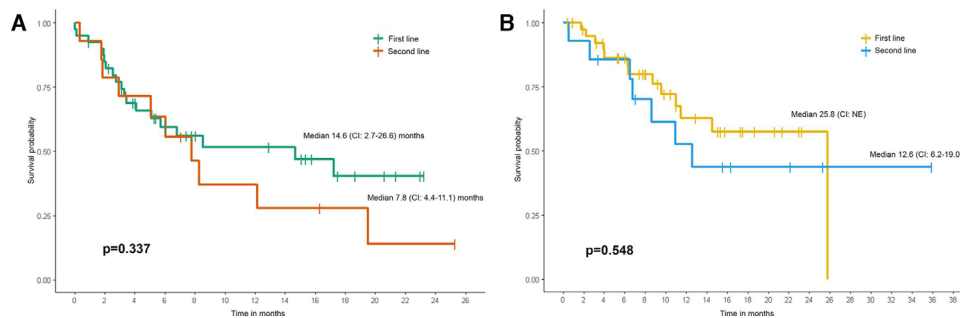 A
1.00
0.75
0.50
0.25
0.00
Survival probability
First line
Second line
Median 14.6 (CI: 2.7-26.6) months
Median 7.8 (CI: 4.4-11.1) months
p=0.337
0 2 4 6 8 10 12 14 16 18 20 22 24 26
Time in months
B
1.00
0.75
0.50
0.25
0.00
Survival probability
First line
Second line
Median 25.8 (CI: NE)
Median 12.6 (CI: 6.2-19.0
p=0.548
0 2 4 6 8 10 12 14 16 18 20 22 24 26 28 30 32 34 36 38
Time in months